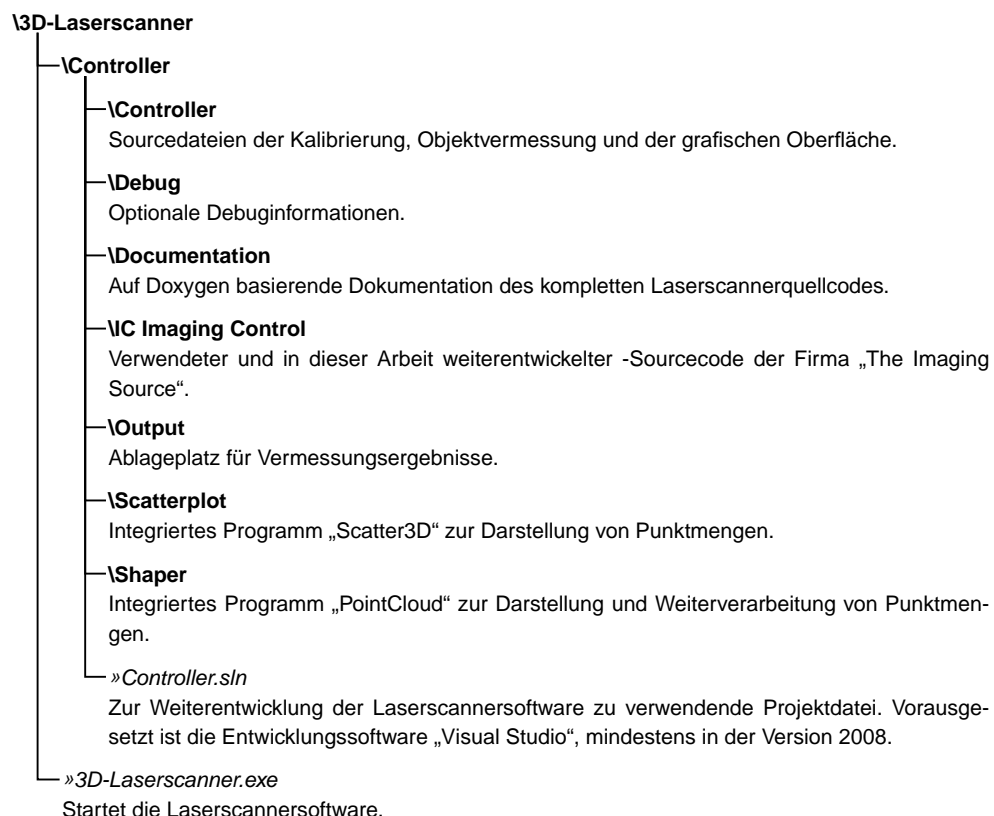 \3D-Laserscanner
\Controller
\Controller
Sourcedateien der Kalibrierung, Objektvermessung und der grafischen Oberfläche.
\Debug
Optionale Debuginformationen.
\Documentation
Auf Doxygen basierende Dokumentation des kompletten Laserscannerquellcodes.
\IC Imaging Control
Verwendeter und in dieser Arbeit weiterentwickelter -Sourcecode der Firma „The Imaging
Source“.
\Output
Ablageplatz für Vermessungsergebnisse.
\Scatterplot
Integriertes Programm „Scatter3D“ zur Darstellung von Punktmengen.
\Shaper
Integriertes Programm „PointCloud“ zur Darstellung und Weiterverarbeitung von Punktmen-
gen.
»Controller.sln
Zur Weiterentwicklung der Laserscannersoftware zu verwendende Projektdatei. Vorausge-
setzt ist die Entwicklungssoftware „Visual Studio“, mindestens in der Version 2008.
»3D-Laserscanner.exe
Startet die Laserscannersoftware.